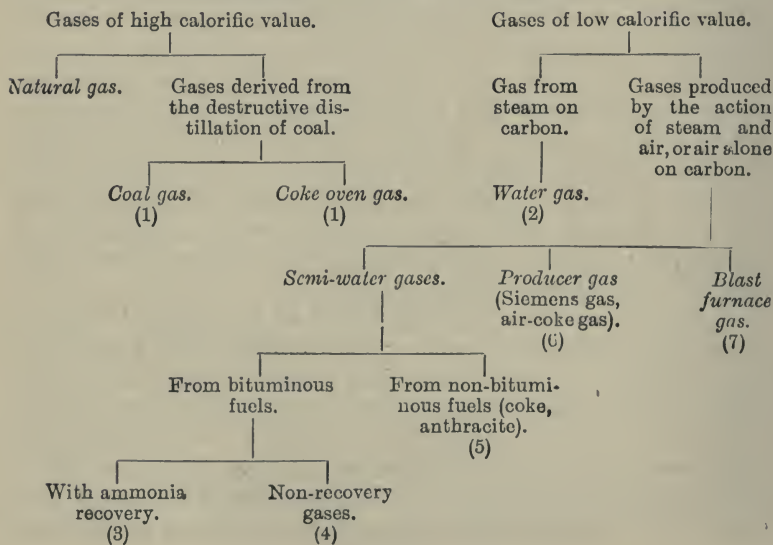 Gases of high calorific value.
Gases of low calorific value.
Natural gas.
Gases derived from
the destructive dis-
tillation of coal.
Gas from
steam on
carbon.
Gases produced
by the action
of steam and
air, or air alone
on carbon.
Coal gas.
(1)
Coke oven gas.
(1)
Water gas.
(2)
Semi-water gases.
Producer gas
(Siemens gas,
air-coke gas).
(6)
Blast
furnace
gas.
(7)
From bituminous
fuels.
From non-bitumi-
nous fuels (coke,
anthracite).
(5)
With ammonia
recovery.
(3)
Non-recovery
gases.
(4)